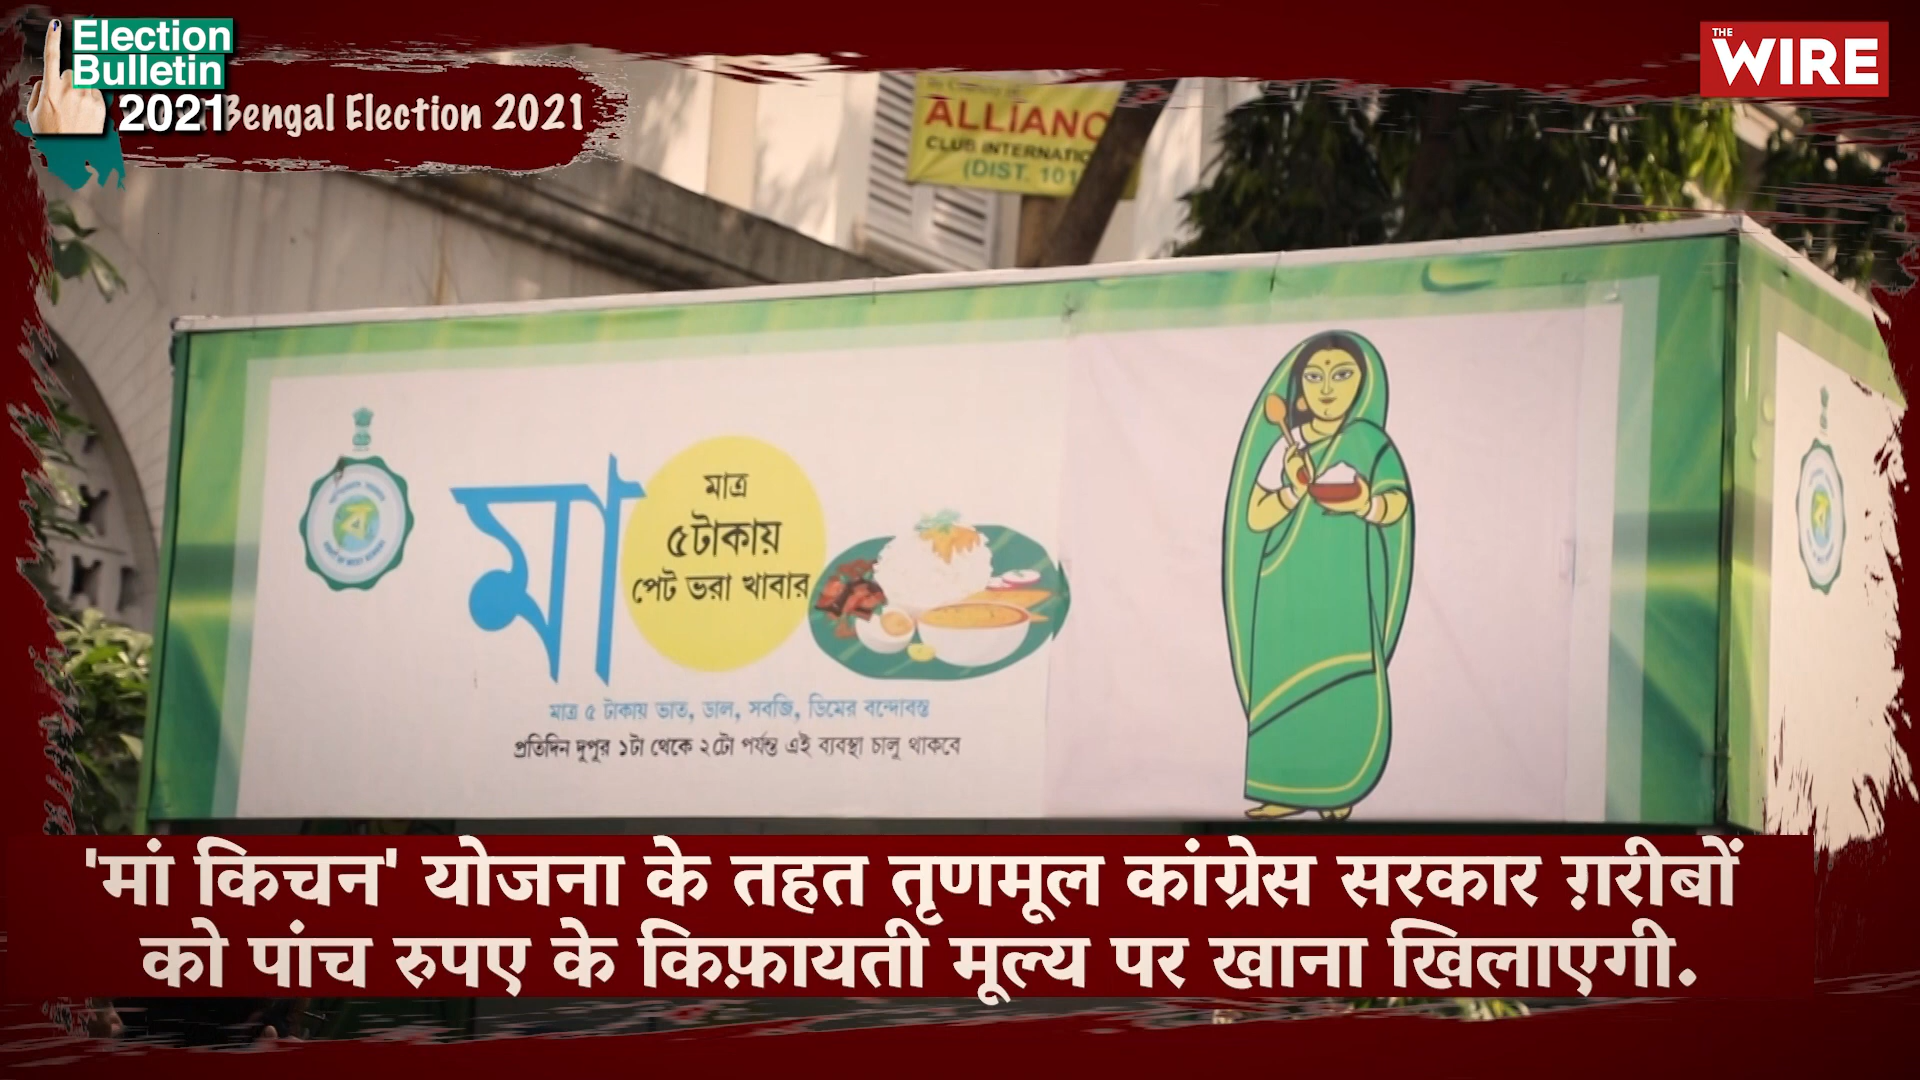 Election
Bulletin
2021
Bengal Election 2021
THE
WIRE
ALLIANC
CLUB INTERNATIO
(DIST. 101
মা
মাত্র
৫টাকায়
পেট ভরা খাবার
মাত্র ৫ টাকায় ভাত, ডাল, সবজি, ডিমের বন্দোবস্ত
প্রতিদিন দুপুর ১টা থেকে ২টো পর্যন্ত এই ব্যবস্থা চালু থাকবে
'मां किचन' योजना के तहत तृणमूल कांग्रेस सरकार ग़रीबों
को पांच रुपए के किफ़ायती मूल्य पर खाना खिलाएगी.